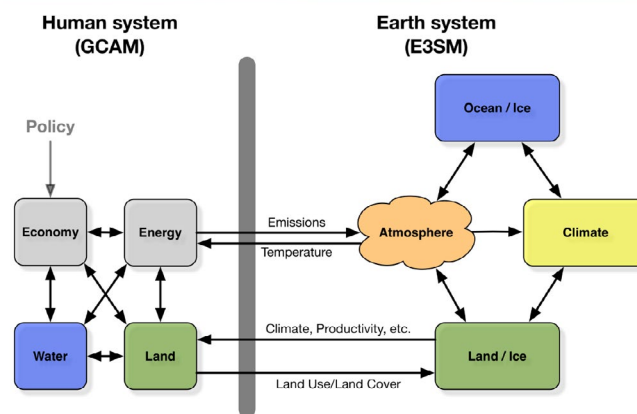 Human system
(GCAM)
Earth system
(E3SM)
Ocean / Ice
Policy
Economy
Energy
Emissions
Temperature
Atmosphere
Climate
Water
Land
Climate, Productivity, etc.
Land Use/Land Cover
Land / Ice